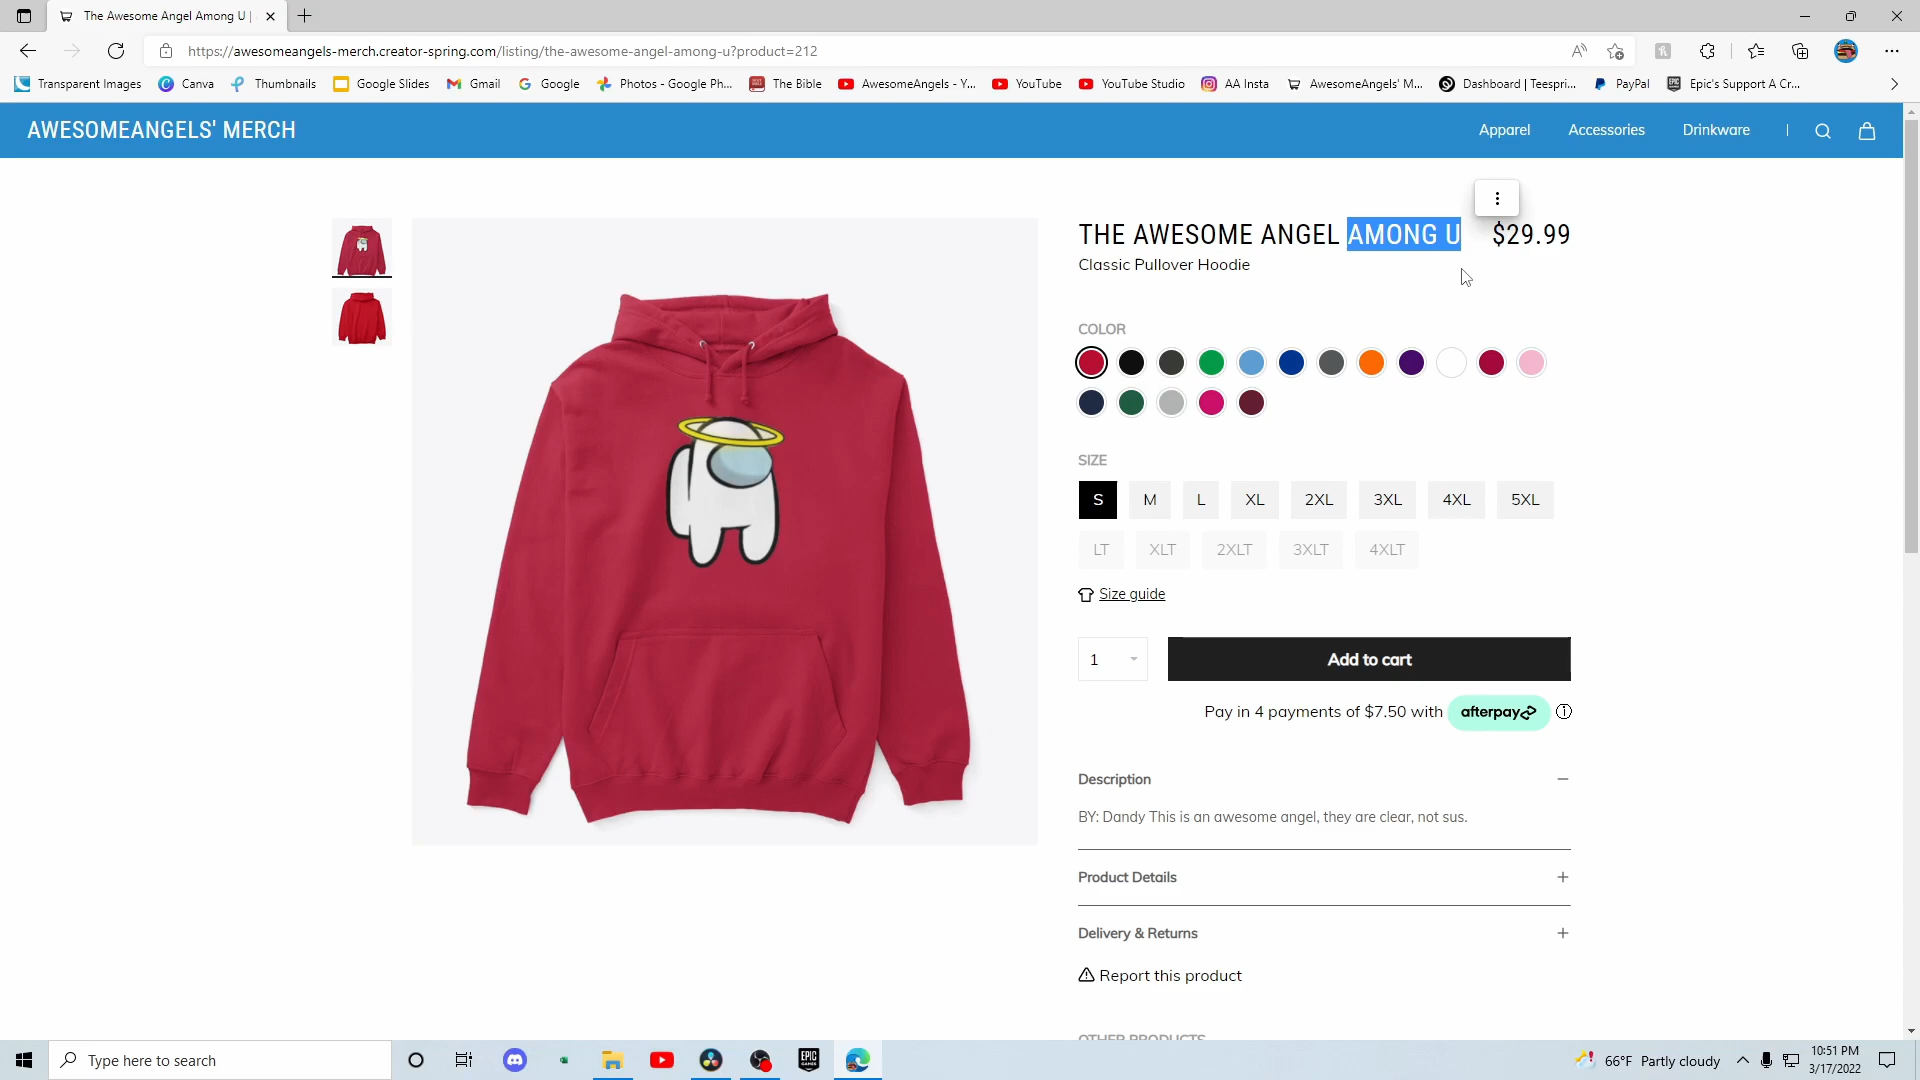 The Awesome Angel Among U |
https://awesomeangels-merch.creator-spring.com/listing/the-awesome-angel-among-u?product=212
Transparent Images Canva Thumbnails Google Slides Gmail Google Photos - Google Ph... The Bible AwesomeAngels - Y... YouTube YouTube Studio AA Insta AwesomeAngels' M... Dashboard | Teespri... PayPal Epic's Support A Cr...
AWESOMEANGELS' MERCH Apparel Accessories Drinkware
THE AWESOME ANGEL AMONG U $29.99
Classic Pullover Hoodie
COLOR
SIZE
S M L XL 2XL 3XL 4XL 5XL
LT XLT 2XLT 3XLT 4XLT
Size guide
1 Add to cart
Pay in 4 payments of $7.50 with afterpay
Description
BY: Dandy This is an awesome angel, they are clear, not sus.
Product Details
Delivery & Returns
Report this product
OTHER PRODUCTS
Type here to search EPIC GAMES 66°F Partly cloudy 10:51 PM
3/17/2022